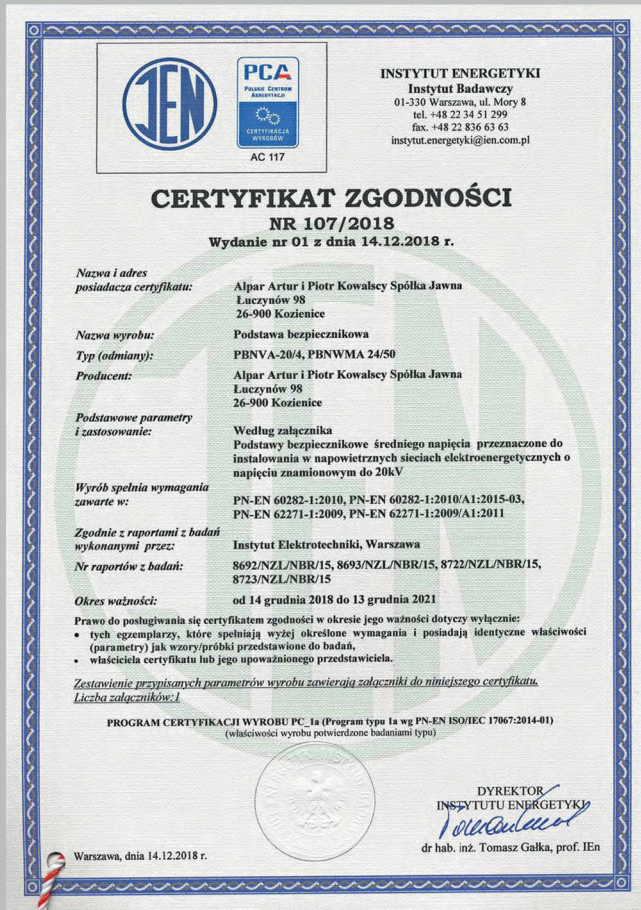 JEN
PCA
POLSKIE CENTRUM
AKREDYTACJI
CERTYFIKACJA
WYROBÓW
AC 117
INSTYTUT ENERGETYKI
Instytut Badawczy
01-330 Warszawa, ul. Mory 8
tel. +48 22 34 51 299
fax. +48 22 836 63 63
instytut.energetyki@ien.com.pl
CERTYFIKAT ZGODNOŚCI
NR 107/2018
Wydanie nr 01 z dnia 14.12.2018 r.
Nazwa i adres
posiadacza certyfikatu: Alpar Artur i Piotr Kowalscy Spółka Jawna
Łuczynów 98
26-900 Kozienice
Nazwa wyrobu: Podstawa bezpiecznikowa
Typ (odmiany): PBNVA-20/4, PBNWMA 24/50
Producent: Alpar Artur i Piotr Kowalscy Spółka Jawna
Łuczynów 98
26-900 Kozienice
Podstawowe parametry
i zastosowanie: Według załącznika
Podstawy bezpiecznikowe średniego napięcia przeznaczone do
instalowania w napowietrznych sieciach elektroenergetycznych o
napięciu znamionowym do 20kV
Wyrób spełnia wymagania
zawarte w: PN-EN 60282-1:2010, PN-EN 60282-1:2010/A1:2015-03,
PN-EN 62271-1:2009, PN-EN 62271-1:2009/A1:2011
Zgodnie z raportami z badań
wykonanymi przez: Instytut Elektrotechniki, Warszawa
Nr raportów z badań: 8692/NZL/NBR/15, 8693/NZL/NBR/15, 8722/NZL/NBR/15,
8723/NZL/NBR/15
Okres ważności: od 14 grudnia 2018 do 13 grudnia 2021
Prawo do posługiwania się certyfikatem zgodności w okresie jego ważności dotyczy wyłącznie:
• tych egzemplarzy, które spełniają wyżej określone wymagania i posiadają identyczne właściwości
(parametry) jak wzory/próbki przedstawione do badań,
• właściciela certyfikatu lub jego upoważnionego przedstawiciela.
Zestawienie przypisanych parametrów wyrobu zawierają załączniki do niniejszego certyfikatu.
Liczba załączników:1
PROGRAM CERTYFIKACJI WYROBU PC_1a (Program typu 1a wg PN-EN ISO/IEC 17067:2014-01)
(właściwości wyrobu potwierdzone badaniami typu)
DYREKTOR
INSTYTUTU ENERGETYKI
dr hab. inż. Tomasz Gałka, prof. IEn
Warszawa, dnia 14.12.2018 r.